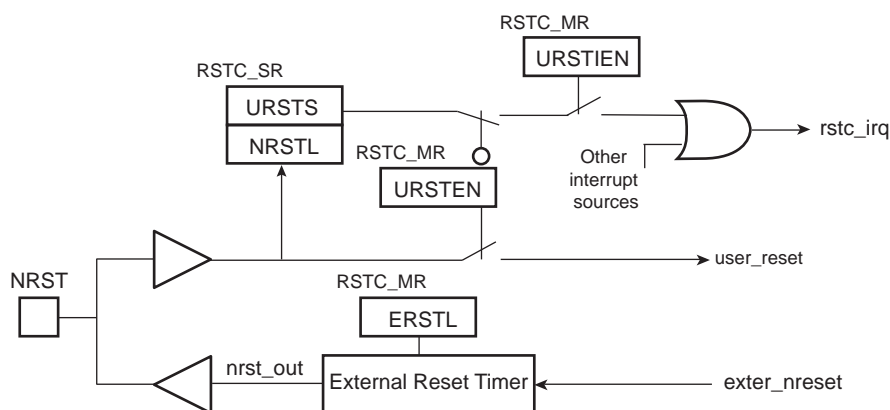 RSTC_MR
URSTIEN
RSTC_SR
URSTS
NRSTL
RSTC_MR
URSTEN
rstc_irq
Other
interrupt
sources
NRST
user_reset
RSTC_MR
ERSTL
nrst_out
External Reset Timer
exter_nreset